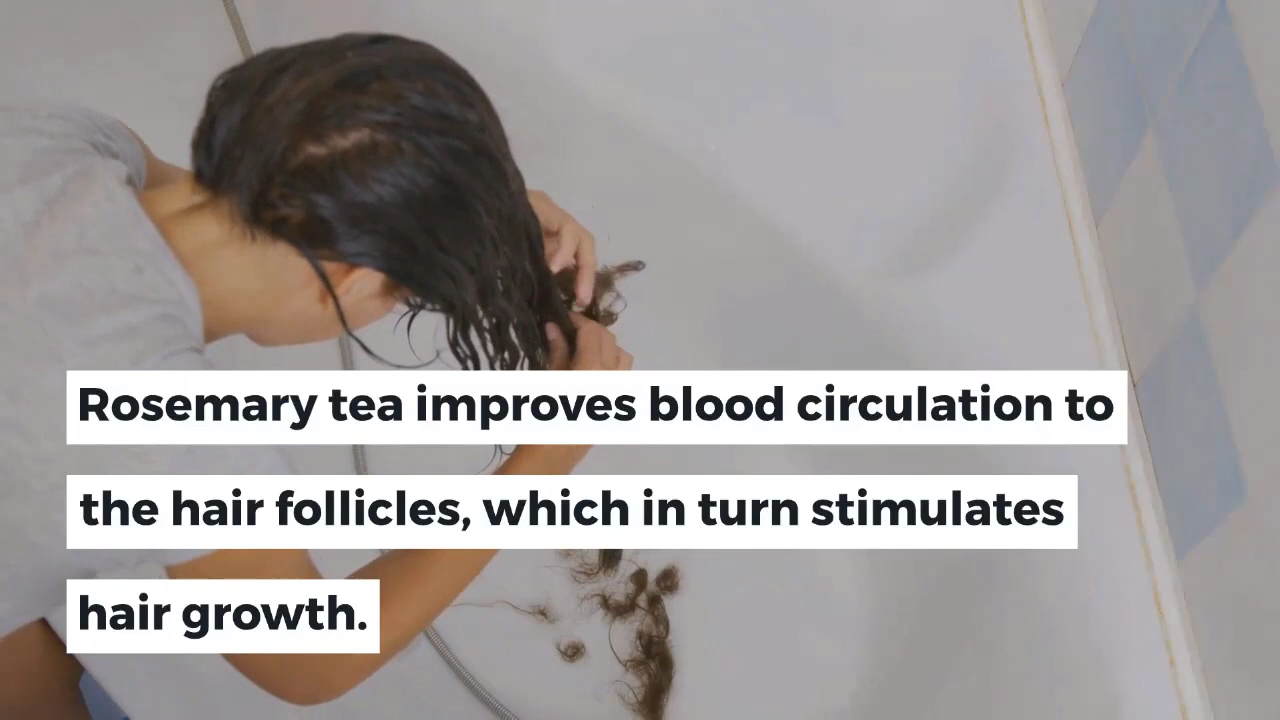 Rosemary tea improves blood circulation to
the hair follicles, which in turn stimulates
hair growth.